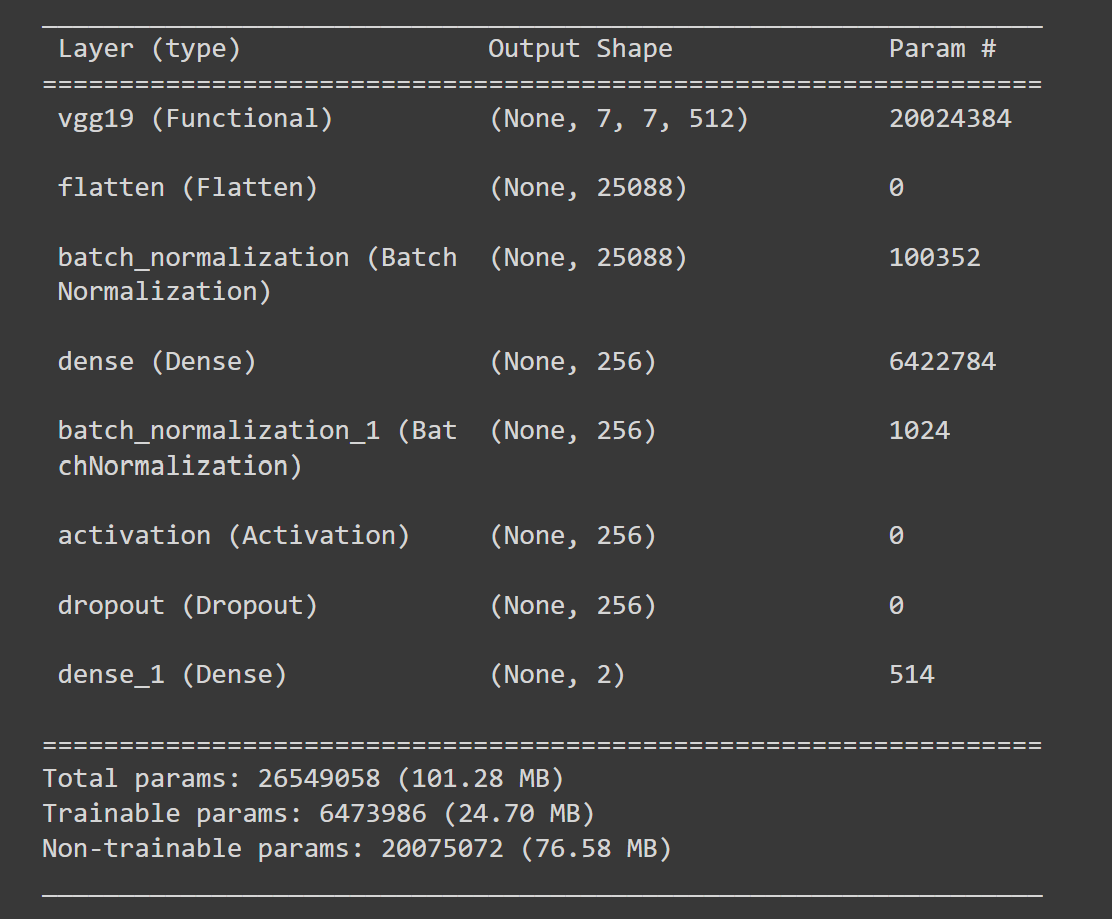 Layer (type)                Output Shape              Param #
=================================================================
vgg19 (Functional)          (None, 7, 7, 512)         20024384
flatten (Flatten)           (None, 25088)             0
batch_normalization (Batch  (None, 25088)             100352
Normalization)
dense (Dense)               (None, 256)               6422784
batch_normalization_1 (Bat  (None, 256)               1024
chNormalization)
activation (Activation)     (None, 256)               0
dropout (Dropout)           (None, 256)               0
dense_1 (Dense)             (None, 2)                 514
=================================================================
Total params: 26549058 (101.28 MB)
Trainable params: 6473986 (24.70 MB)
Non-trainable params: 20075072 (76.58 MB)